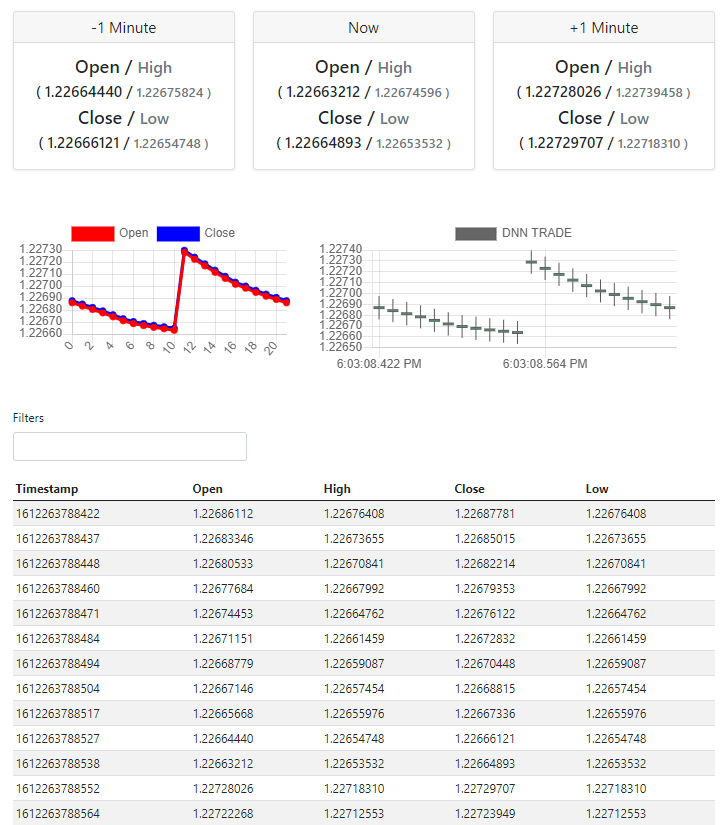 -1 Minute
Open / High
( 1.22664440 / 1.22675824 )
Close / Low
( 1.22666121 / 1.22654748 )
Now
Open / High
( 1.22663212 / 1.22674596 )
Close / Low
( 1.22664893 / 1.22653532 )
+1 Minute
Open / High
( 1.22728026 / 1.22739458 )
Close / Low
( 1.22729707 / 1.22718310 )
Open Close
1.22730
1.22720
1.22710
1.22700
1.22690
1.22680
1.22670
1.22660
0 2 4 6 8 10 12 14 16 18 20
DNN TRADE
1.22740
1.22730
1.22720
1.22710
1.22700
1.22690
1.22680
1.22670
1.22660
1.22650
6:03:08.422 PM 6:03:08.564 PM
Filters
Timestamp Open High Close Low
1612263788422 1.22686112 1.22676408 1.22687781 1.22676408
1612263788437 1.22683346 1.22673655 1.22685015 1.22673655
1612263788448 1.22680533 1.22670841 1.22682214 1.22670841
1612263788460 1.22677684 1.22667992 1.22679353 1.22667992
1612263788471 1.22674453 1.22664762 1.22676122 1.22664762
1612263788484 1.22671151 1.22661459 1.22672832 1.22661459
1612263788494 1.22668779 1.22659087 1.22670448 1.22659087
1612263788504 1.22667146 1.22657454 1.22668815 1.22657454
1612263788517 1.22665668 1.22655976 1.22667336 1.22655976
1612263788527 1.22664440 1.22654748 1.22666121 1.22654748
1612263788538 1.22663212 1.22653532 1.22664893 1.22653532
1612263788552 1.22728026 1.22718310 1.22729707 1.22718310
1612263788564 1.22722268 1.22712553 1.22723949 1.22712553